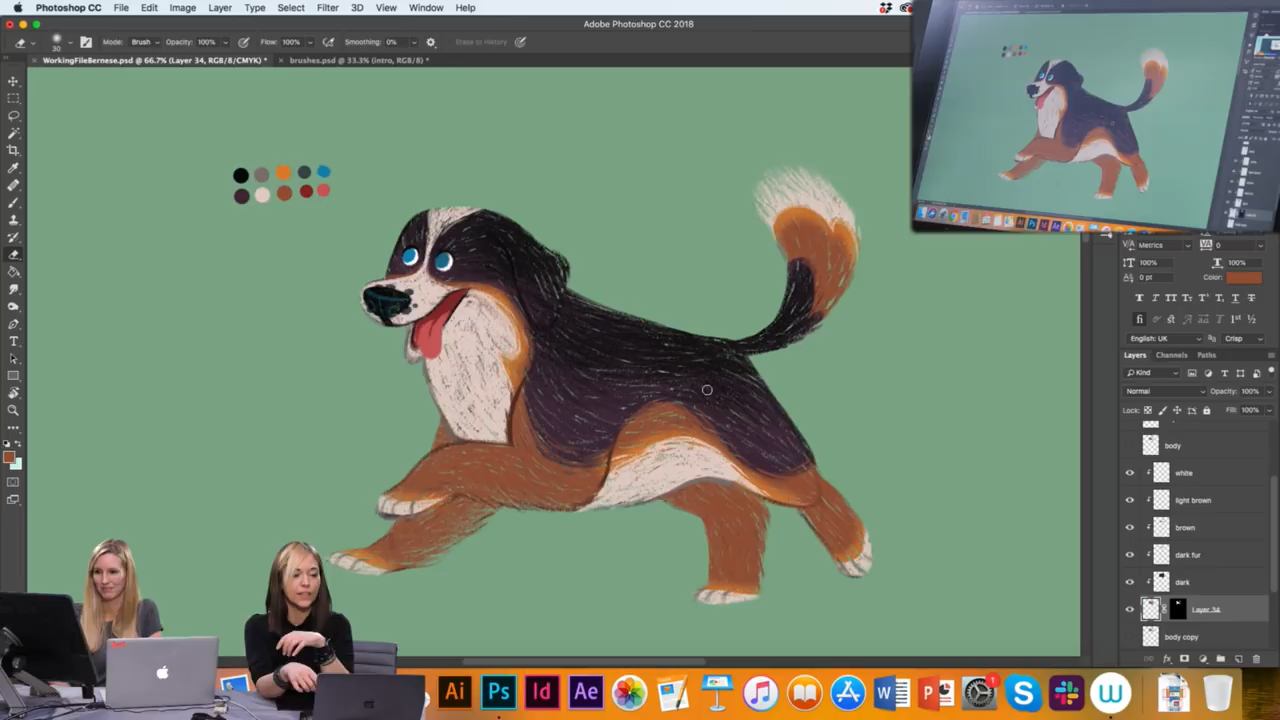 Photoshop CC File Edit Image Layer Type Select Filter 3D View Window Help
Adobe Photoshop CC 2018
30 Mode: Brush Opacity: 100% Flow: 100% Smoothing: 0% Erase to History
WorkingFileBernese.psd @ 66.7% (Layer 34, RGB/8/CMYK) * brushes.psd @ 33.3% (intro, RGB/8) *
Metrics 0
100% 100%
0 pt Color:
English: UK Crisp
Layers Channels Paths
Kind
Normal Opacity: 100%
Lock: Fill: 100%
body
white
light brown
brown
dark fur
dark
Layer 34
body copy
Ai Ps Id Ae W P 1 S W